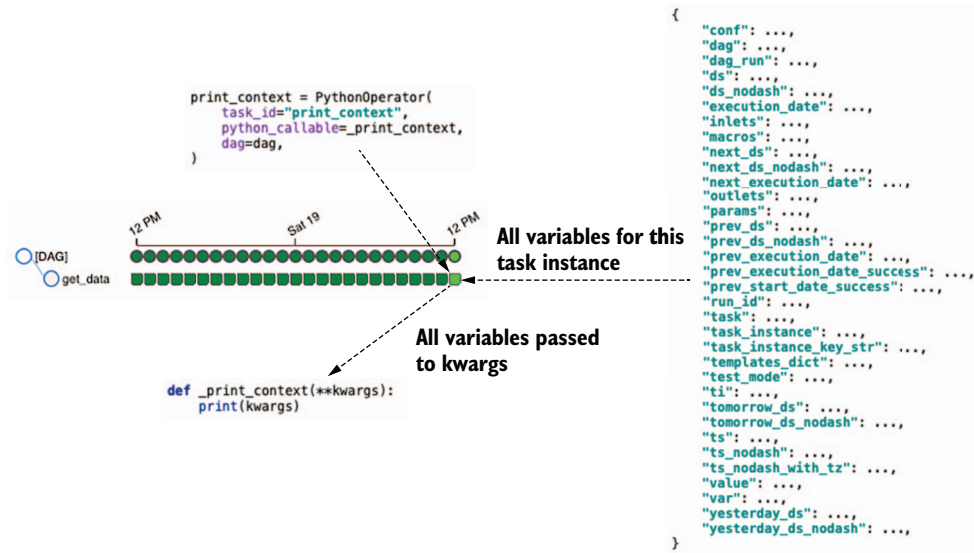 print_context = PythonOperator(
task_id="print_context",
python_callable=_print_context,
dag=dag,
)
12 PM
Sat 19
12 PM
[DAG]
get_data
All variables for this
task instance
All variables passed
to kwargs
def _print_context(**kwargs):
print(kwargs)
{
"conf": ...,
"dag": ...,
"dag_run": ...,
"ds": ...,
"ds_nodash": ...,
"execution_date": ...,
"inlets": ...,
"macros": ...,
"next_ds": ...,
"next_ds_nodash": ...,
"next_execution_date": ...,
"outlets": ...,
"params": ...,
"prev_ds": ...,
"prev_ds_nodash": ...,
"prev_execution_date": ...,
"prev_execution_date_success": ...,
"prev_start_date_success": ...,
"run_id": ...,
"task": ...,
"task_instance": ...,
"task_instance_key_str": ...,
"templates_dict": ...,
"test_mode": ...,
"ti": ...,
"tomorrow_ds": ...,
"tomorrow_ds_nodash": ...,
"ts": ...,
"ts_nodash": ...,
"ts_nodash_with_tz": ...,
"value": ...,
"var": ...,
"yesterday_ds": ...,
"yesterday_ds_nodash": ...,
}